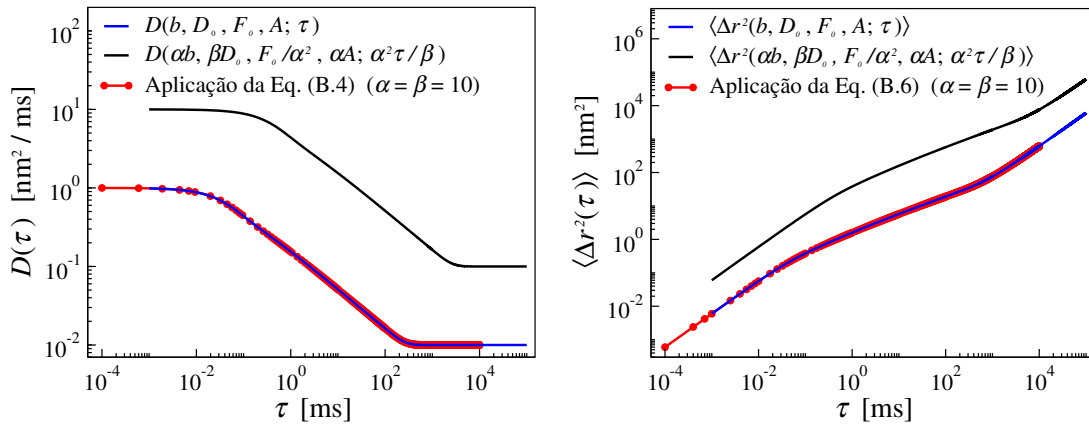 D(τ) [nm² / ms]
10²
10¹
10⁰
10⁻¹
10⁻²
D(b, D₀, F₀, A; τ)
D(αb, βD₀, F₀/α², αA; α²τ/β)
Aplicação da Eq. (B.4) (α = β = 10)
10⁻⁴ 10⁻² 10⁰ 10² 10⁴
τ [ms]
⟨Δr²(τ)⟩ [nm²]
10⁶
10⁴
10²
10⁰
10⁻²
⟨Δr²(b, D₀, F₀, A; τ)⟩
⟨Δr²(αb, βD₀, F₀/α², αA; α²τ/β)⟩
Aplicação da Eq. (B.6) (α = β = 10)
10⁻⁴ 10⁻² 10⁰ 10² 10⁴
τ [ms]